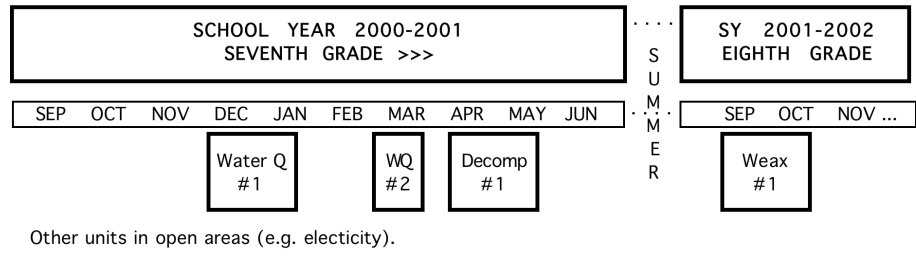 SCHOOL YEAR 2000-2001
SEVENTH GRADE >>>
SUMMER
SY 2001-2002
EIGHTH GRADE
SEP OCT NOV DEC JAN FEB MAR APR MAY JUN
SEP OCT NOV ...
Water Q
#1
WQ
#2
Decomp
#1
Weax
#1
Other units in open areas (e.g. electicity).